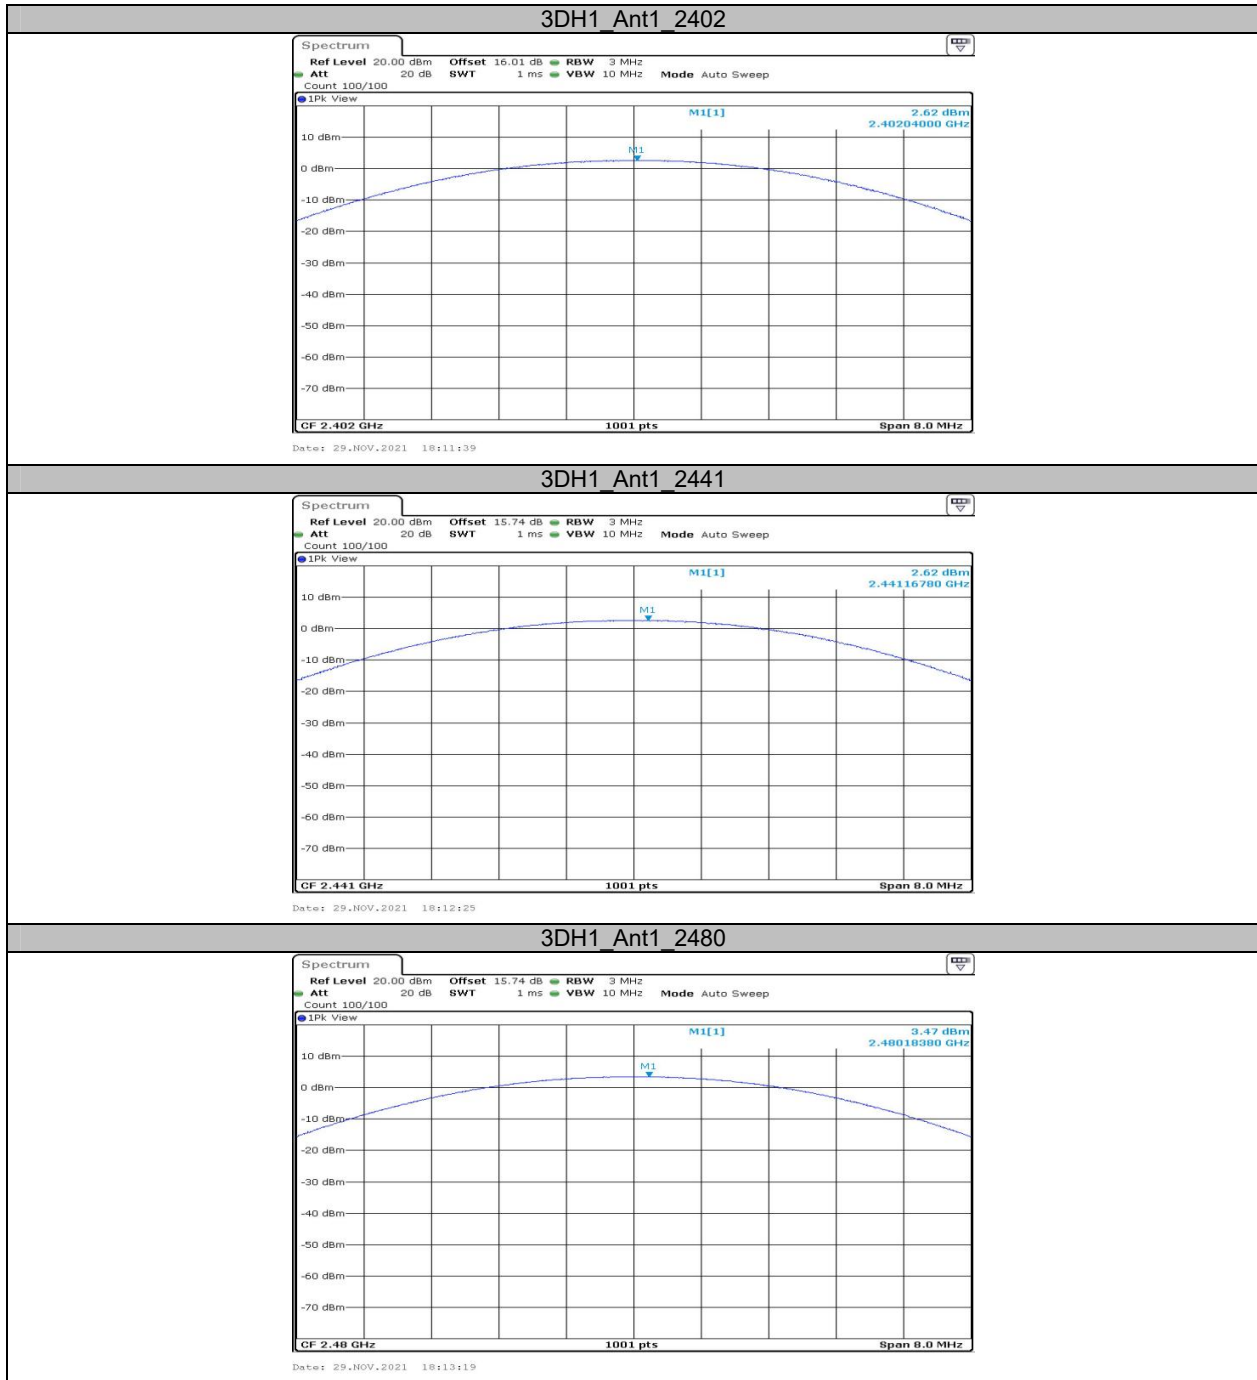 3DH1_Ant1_2402
Spectrum
Ref Level 20.00 dBm Offset 16.01 dB RBW 3 MHz
Att 20 dB SWT 1 ms VBW 10 MHz Mode Auto Sweep
Count 100/100
1Pk View
M1[1] 2.62 dBm
2.40204000 GHz
10 dBm
M1
0 dBm
-10 dBm
-20 dBm
-30 dBm
-40 dBm
-50 dBm
-60 dBm
-70 dBm
CF 2.402 GHz 1001 pts Span 8.0 MHz
Date: 29.NOV.2021 18:11:39
3DH1_Ant1_2441
Spectrum
Ref Level 20.00 dBm Offset 15.74 dB RBW 3 MHz
Att 20 dB SWT 1 ms VBW 10 MHz Mode Auto Sweep
Count 100/100
1Pk View
M1[1] 2.62 dBm
2.44116780 GHz
10 dBm
M1
0 dBm
-10 dBm
-20 dBm
-30 dBm
-40 dBm
-50 dBm
-60 dBm
-70 dBm
CF 2.441 GHz 1001 pts Span 8.0 MHz
Date: 29.NOV.2021 18:12:25
3DH1_Ant1_2480
Spectrum
Ref Level 20.00 dBm Offset 15.74 dB RBW 3 MHz
Att 20 dB SWT 1 ms VBW 10 MHz Mode Auto Sweep
Count 100/100
1Pk View
M1[1] 3.47 dBm
2.48018380 GHz
10 dBm
M1
0 dBm
-10 dBm
-20 dBm
-30 dBm
-40 dBm
-50 dBm
-60 dBm
-70 dBm
CF 2.48 GHz 1001 pts Span 8.0 MHz
Date: 29.NOV.2021 18:13:19